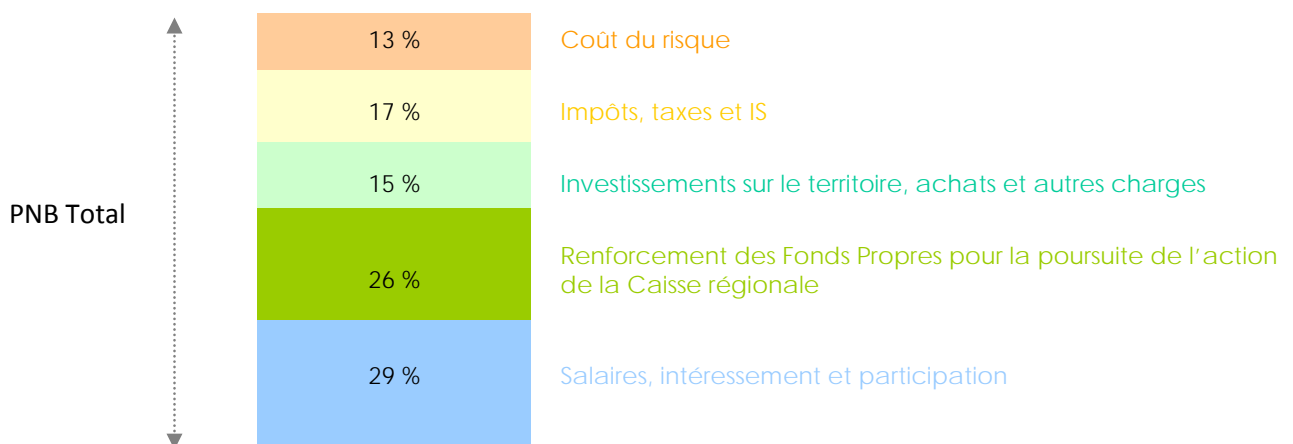 13 % Coût du risque
17 % Impôts, taxes et IS
15 % Investissements sur le territoire, achats et autres charges
PNB Total
26 % Renforcement des Fonds Propres pour la poursuite de l’action
de la Caisse régionale
29 % Salaires, intéressement et participation